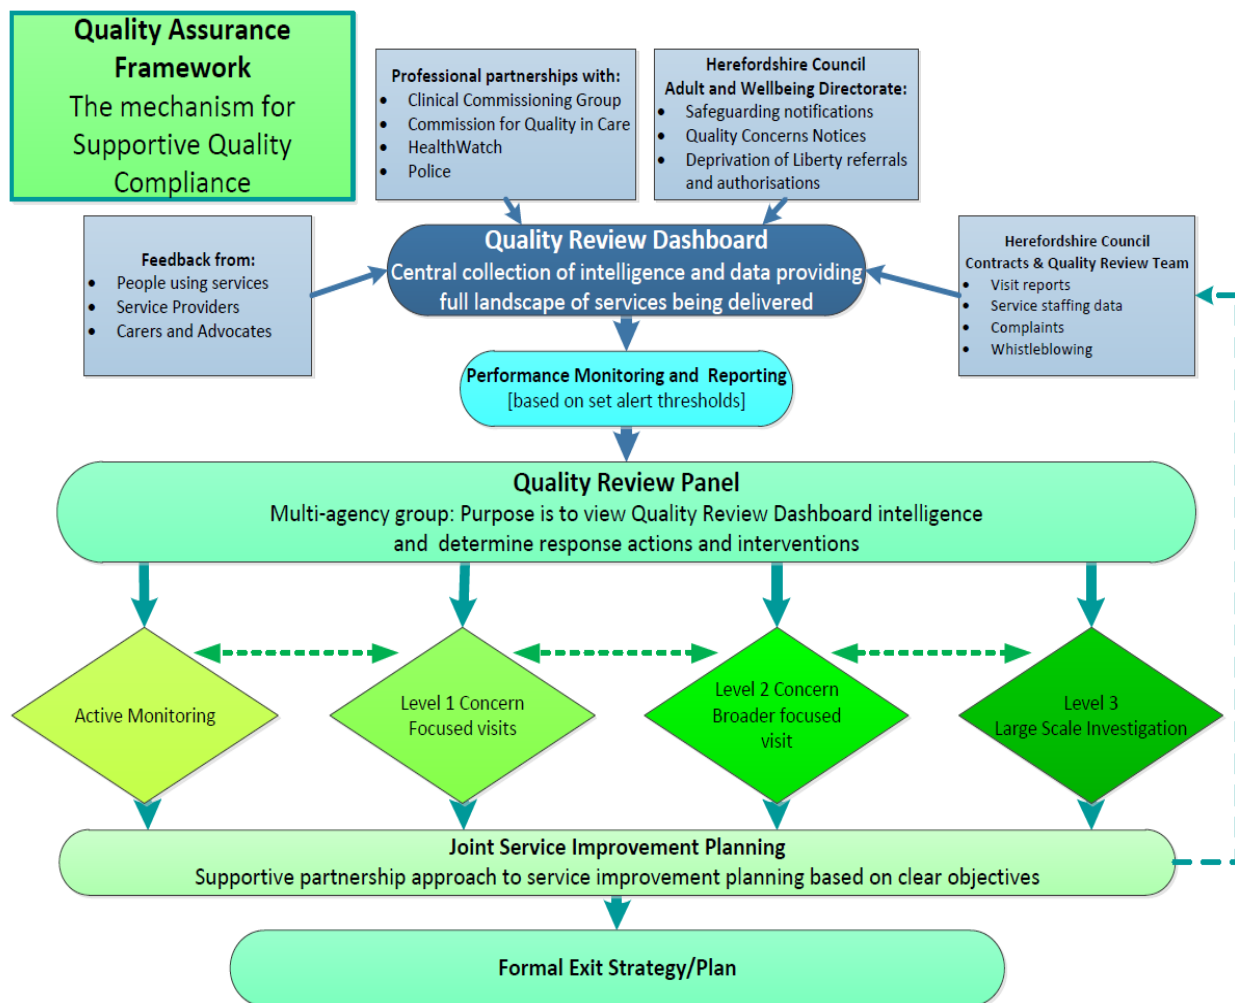 Quality Assurance
Framework
The mechanism for
Supportive Quality
Compliance
Professional partnerships with:
• Clinical Commissioning Group
• Commission for Quality in Care
• HealthWatch
• Police
Herefordshire Council
Adult and Wellbeing Directorate:
• Safeguarding notifications
• Quality Concerns Notices
• Deprivation of Liberty referrals
and authorisations
Feedback from:
• People using services
• Service Providers
• Carers and Advocates
Quality Review Dashboard
Central collection of intelligence and data providing
full landscape of services being delivered
Herefordshire Council
Contracts & Quality Review Team
• Visit reports
• Service staffing data
• Complaints
• Whistleblowing
Performance Monitoring and Reporting
[based on set alert thresholds]
Quality Review Panel
Multi-agency group: Purpose is to view Quality Review Dashboard intelligence
and determine response actions and interventions
Active Monitoring
Level 1 Concern
Focused visits
Level 2 Concern
Broader focused
visit
Level 3
Large Scale Investigation
Joint Service Improvement Planning
Supportive partnership approach to service improvement planning based on clear objectives
Formal Exit Strategy/Plan